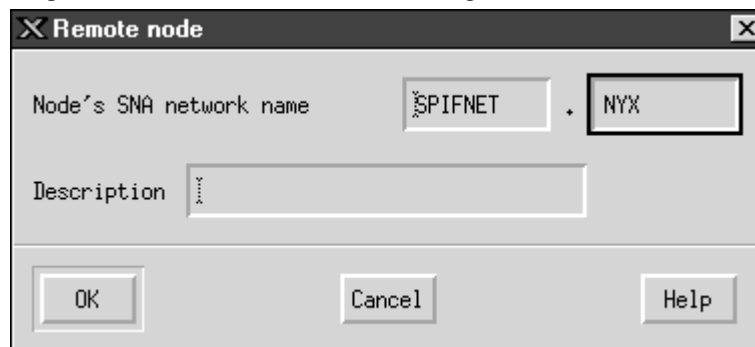 Remote node
Node's SNA network name SPIFNET . NYX
Description
OK Cancel Help